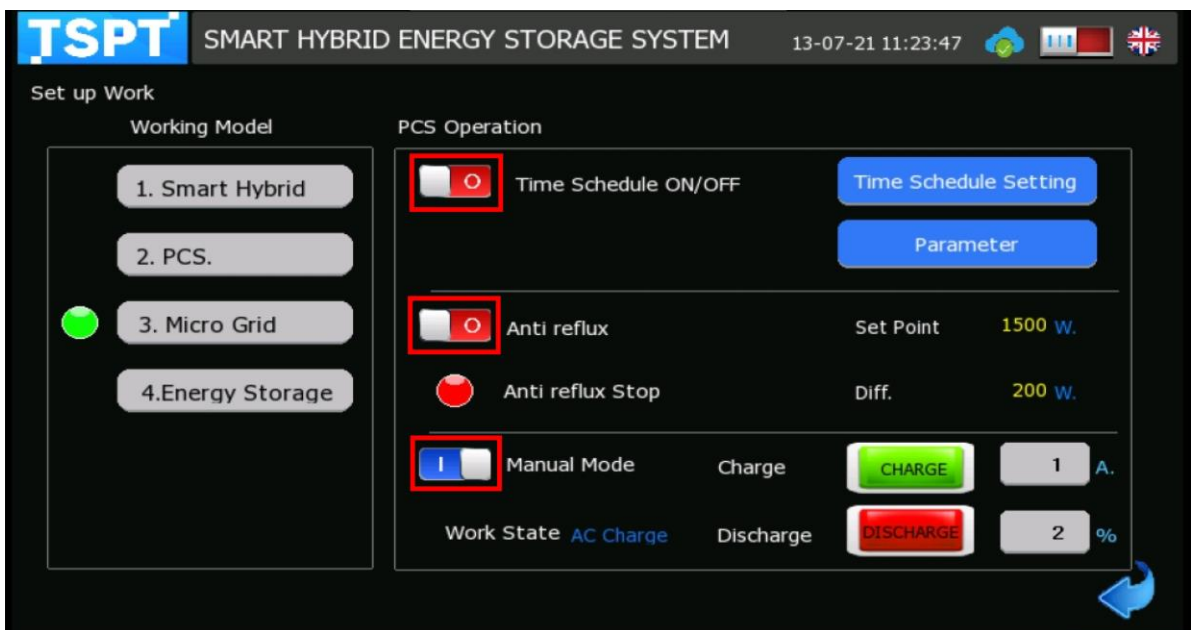 TSPT SMART HYBRID ENERGY STORAGE SYSTEM 13-07-21 11:23:47
Set up Work
Working Model
1. Smart Hybrid
2. PCS.
3. Micro Grid
4.Energy Storage
PCS Operation
Time Schedule ON/OFF Time Schedule Setting
Parameter
Anti reflux Set Point 1500 W.
Anti reflux Stop Diff. 200 W.
Manual Mode Charge CHARGE 1 A.
Work State AC Charge Discharge DISCHARGE 2 %